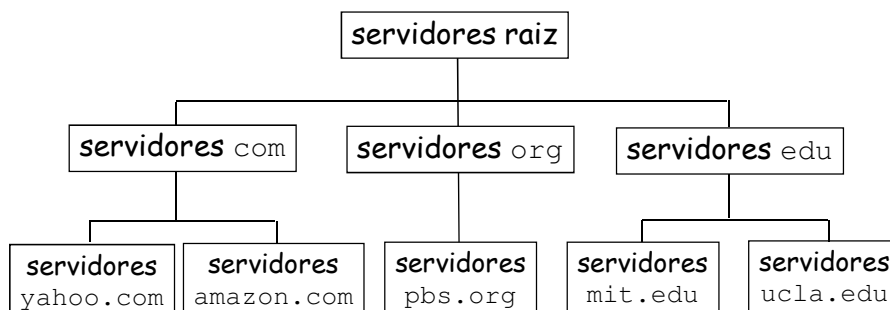 servidores raiz
servidores com
servidores org
servidores edu
servidores
yahoo.com
servidores
amazon.com
servidores
pbs.org
servidores
mit.edu
servidores
ucla.edu